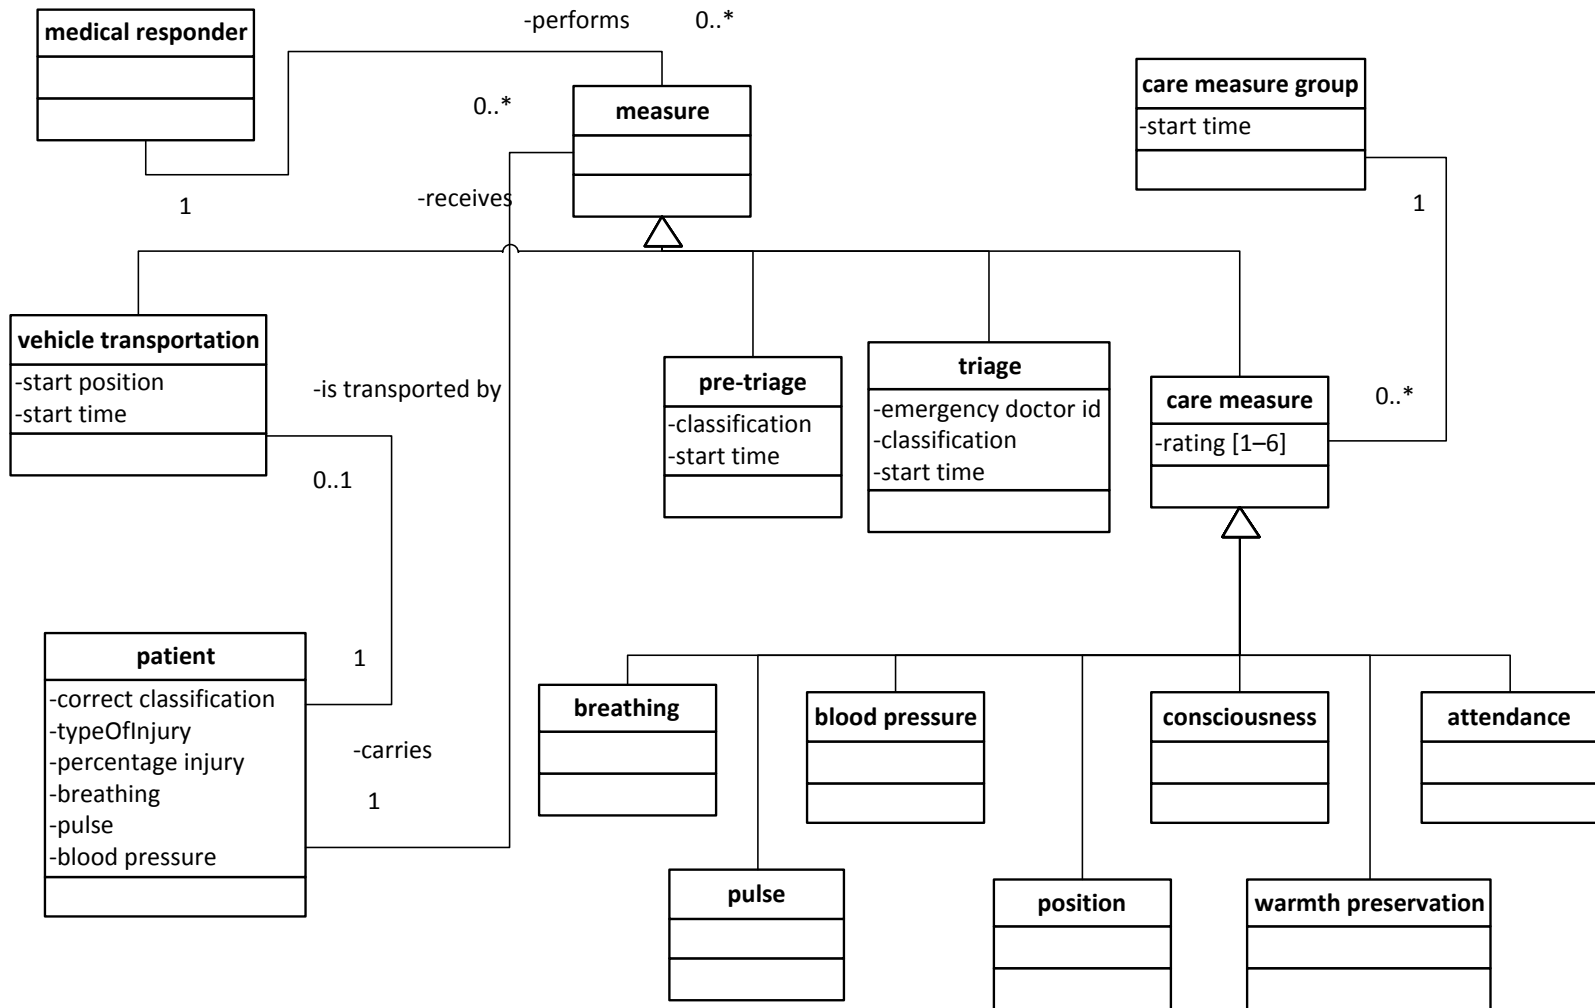 medical responder
-performs
0..*
care measure group
-start time
measure
0..*
-receives
1
1
vehicle transportation
-start position
-start time
-is transported by
pre-triage
-classification
-start time
triage
-emergency doctor id
-classification
-start time
care measure
-rating [1–6]
0..*
0..1
patient
-correct classification
-typeOfInjury
-percentage injury
-breathing
-pulse
-blood pressure
1
-carries
1
breathing
blood pressure
consciousness
attendance
pulse
position
warmth preservation